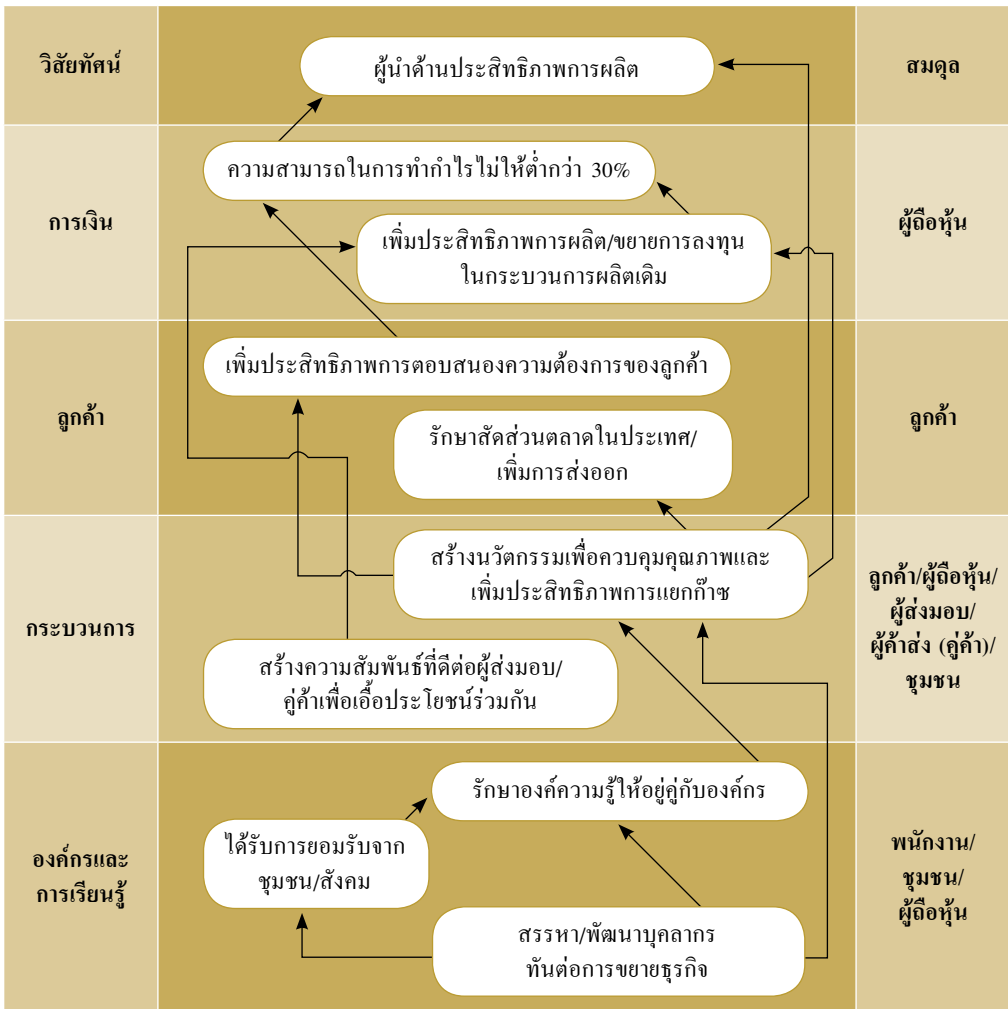 วิสัยทัศน์
ผู้นำด้านประสิทธิภาพการผลิต
สมดุล
ความสามารถในการทำกำไรไม่ให้ต่ำกว่า 30%
การเงิน
ผู้ถือหุ้น
เพิ่มประสิทธิภาพการผลิต/ขยายการลงทุน
ในกระบวนการผลิตเดิม
เพิ่มประสิทธิภาพการตอบสนองความต้องการของลูกค้า
ลูกค้า
ลูกค้า
รักษาสัดส่วนตลาดในประเทศ/
เพิ่มการส่งออก
สร้างนวัตกรรมเพื่อควบคุมคุณภาพและ
เพิ่มประสิทธิภาพการแยกก๊าซ
กระบวนการ
ลูกค้า/ผู้ถือหุ้น/
ผู้ส่งมอบ/
ผู้ค้าส่ง (คู่ค้า)/
ชุมชน
สร้างความสัมพันธ์ที่ดีต่อผู้ส่งมอบ/
คู่ค้าเพื่อเอื้อประโยชน์ร่วมกัน
รักษาองค์ความรู้ให้อยู่คู่กับองค์กร
ได้รับการยอมรับจาก
ชุมชน/สังคม
องค์กรและ
การเรียนรู้
พนักงาน/
ชุมชน/
ผู้ถือหุ้น
สรรหา/พัฒนาบุคลากร
ทันต่อการขยายธุรกิจ